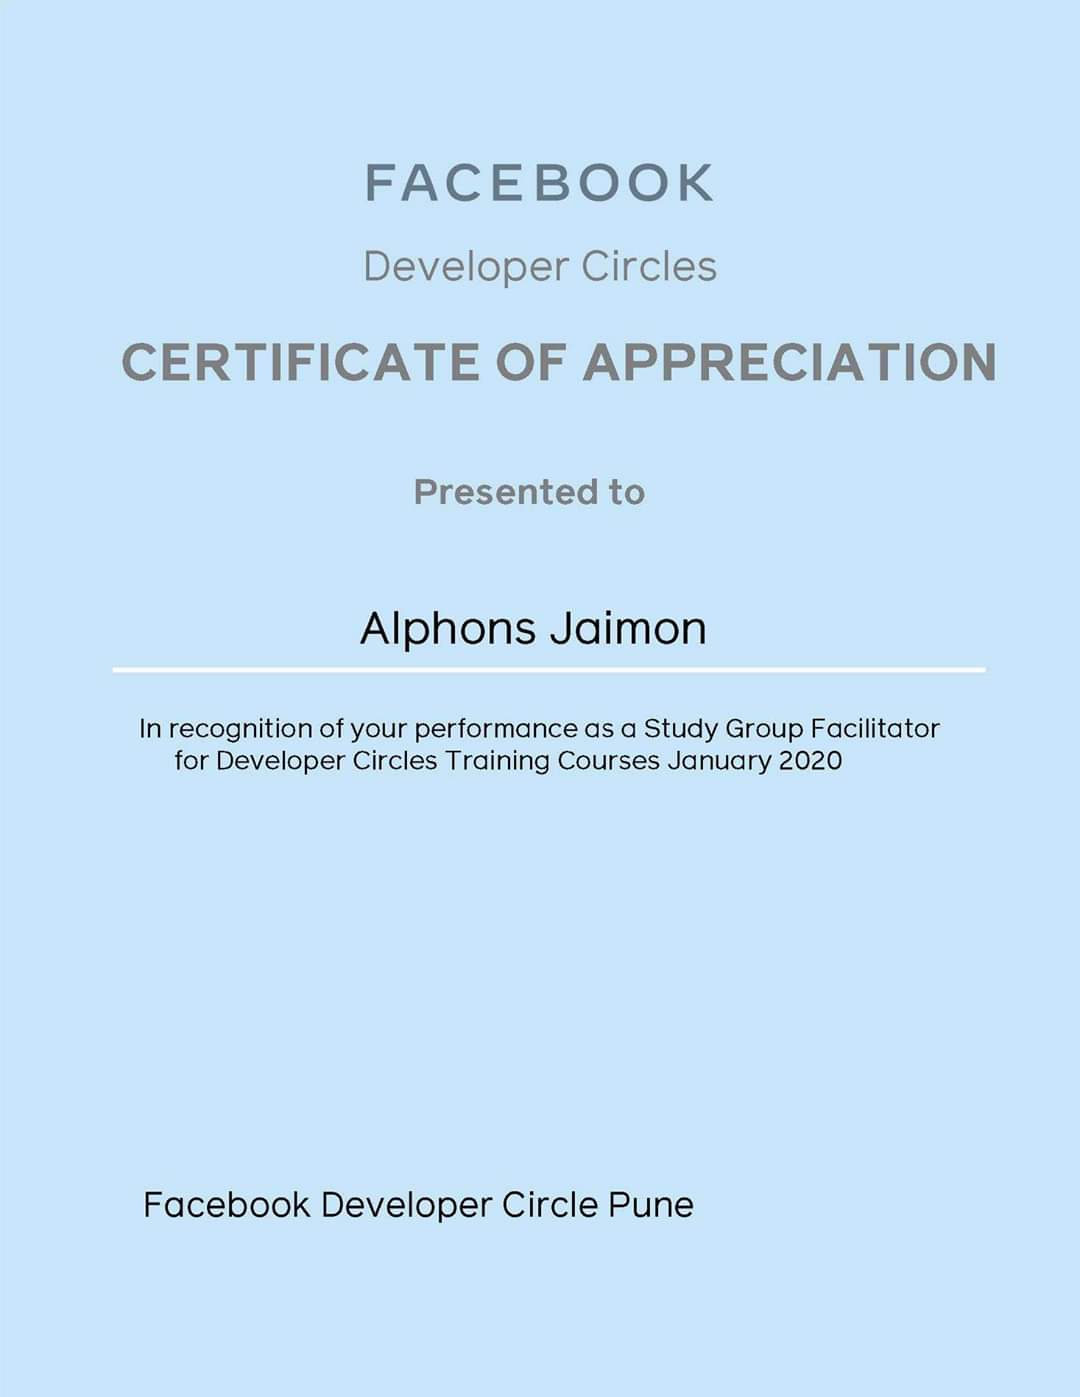 FACEBOOK
Developer Circles
CERTIFICATE OF APPRECIATION
Presented to
Alphons Jaimon
In recognition of your performance as a Study Group Facilitator
for Developer Circles Training Courses January 2020
Facebook Developer Circle Pune